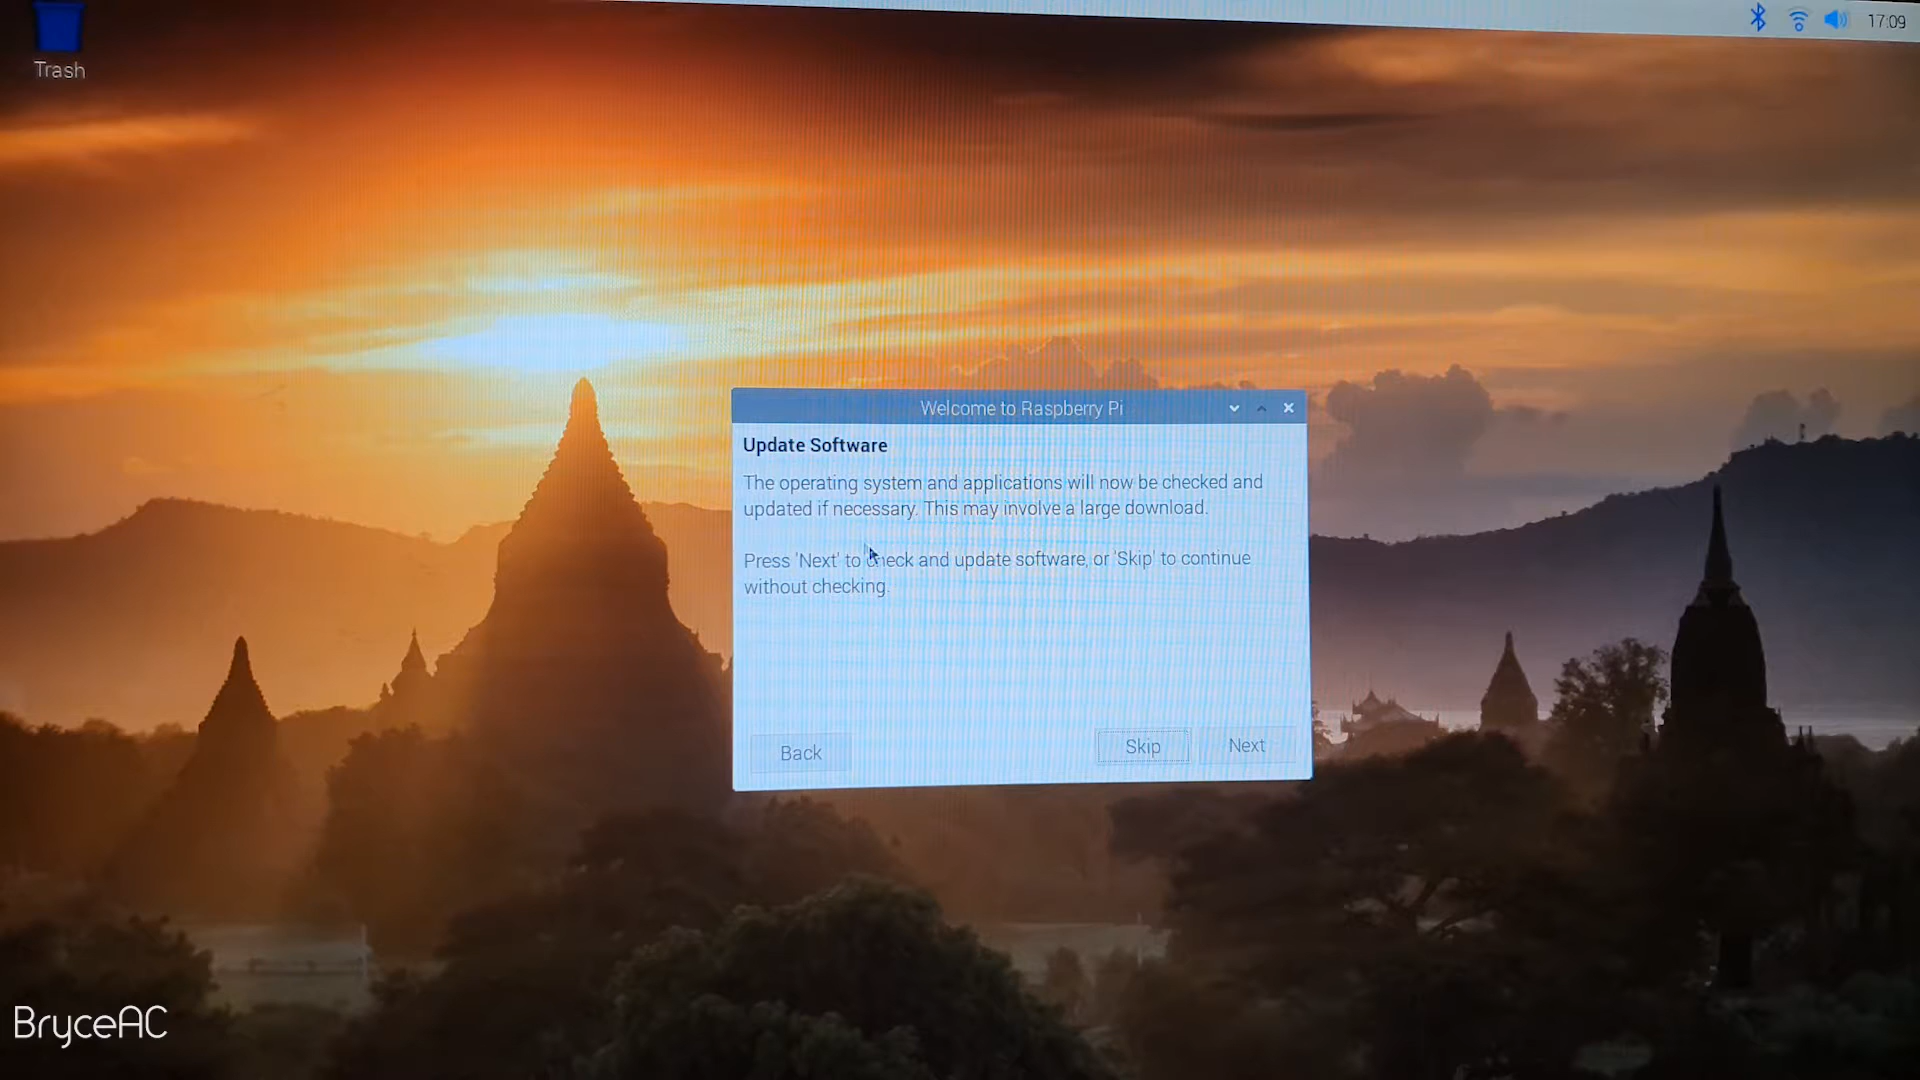 Trash
17:09
Welcome to Raspberry Pi
Update Software
The operating system and applications will now be checked and
updated if necessary. This may involve a large download.
Press 'Next' to check and update software, or 'Skip' to continue
without checking.
Back
Skip
Next
BryceAC